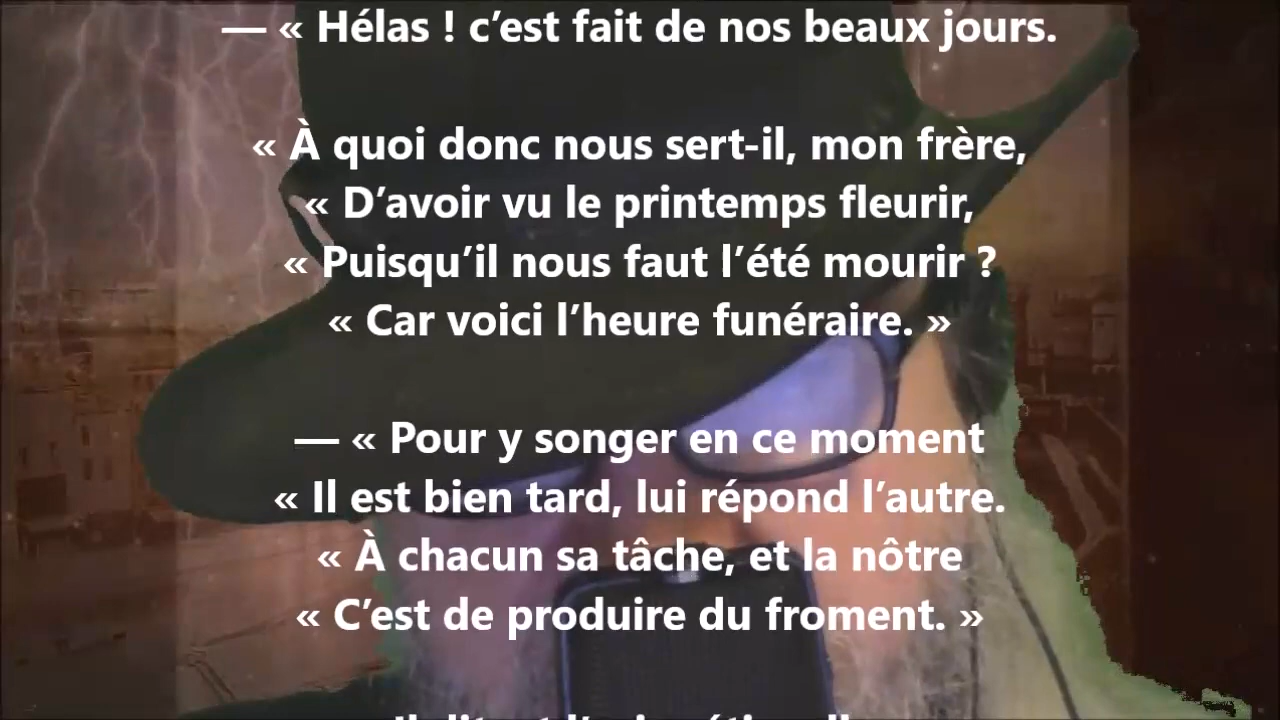 — « Hélas ! c’est fait de nos beaux jours.
« À quoi donc nous sert-il, mon frère,
« D’avoir vu le printemps fleurir,
« Puisqu’il nous faut l’été mourir ?
« Car voici l’heure funéraire. »
— « Pour y songer en ce moment
« Il est bien tard, lui répond l’autre.
« À chacun sa tâche, et la nôtre
« C’est de produire du froment. »